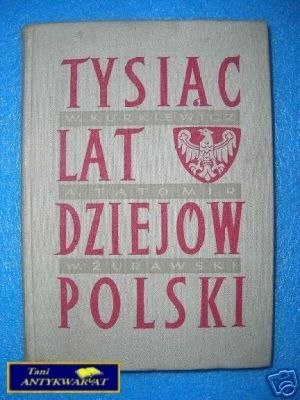 TYSIĄC
W. KURKIEWICZ
LAT
A. TATOMIR
DZIEJÓW
W. ŻURAWSKI
POLSKI
Tani
ANTYKWARIAT